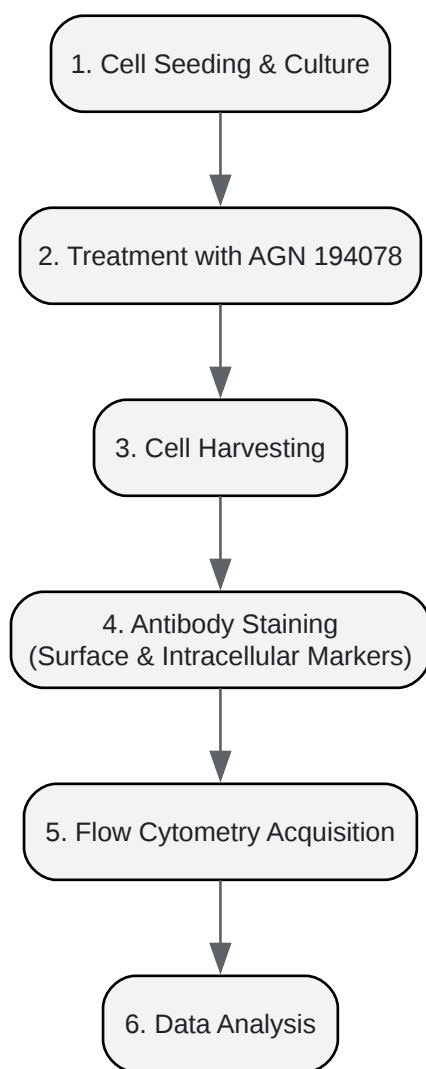 1. Cell Seeding & Culture
2. Treatment with AGN 194078
3. Cell Harvesting
4. Antibody Staining
(Surface & Intracellular Markers)
5. Flow Cytometry Acquisition
6. Data Analysis